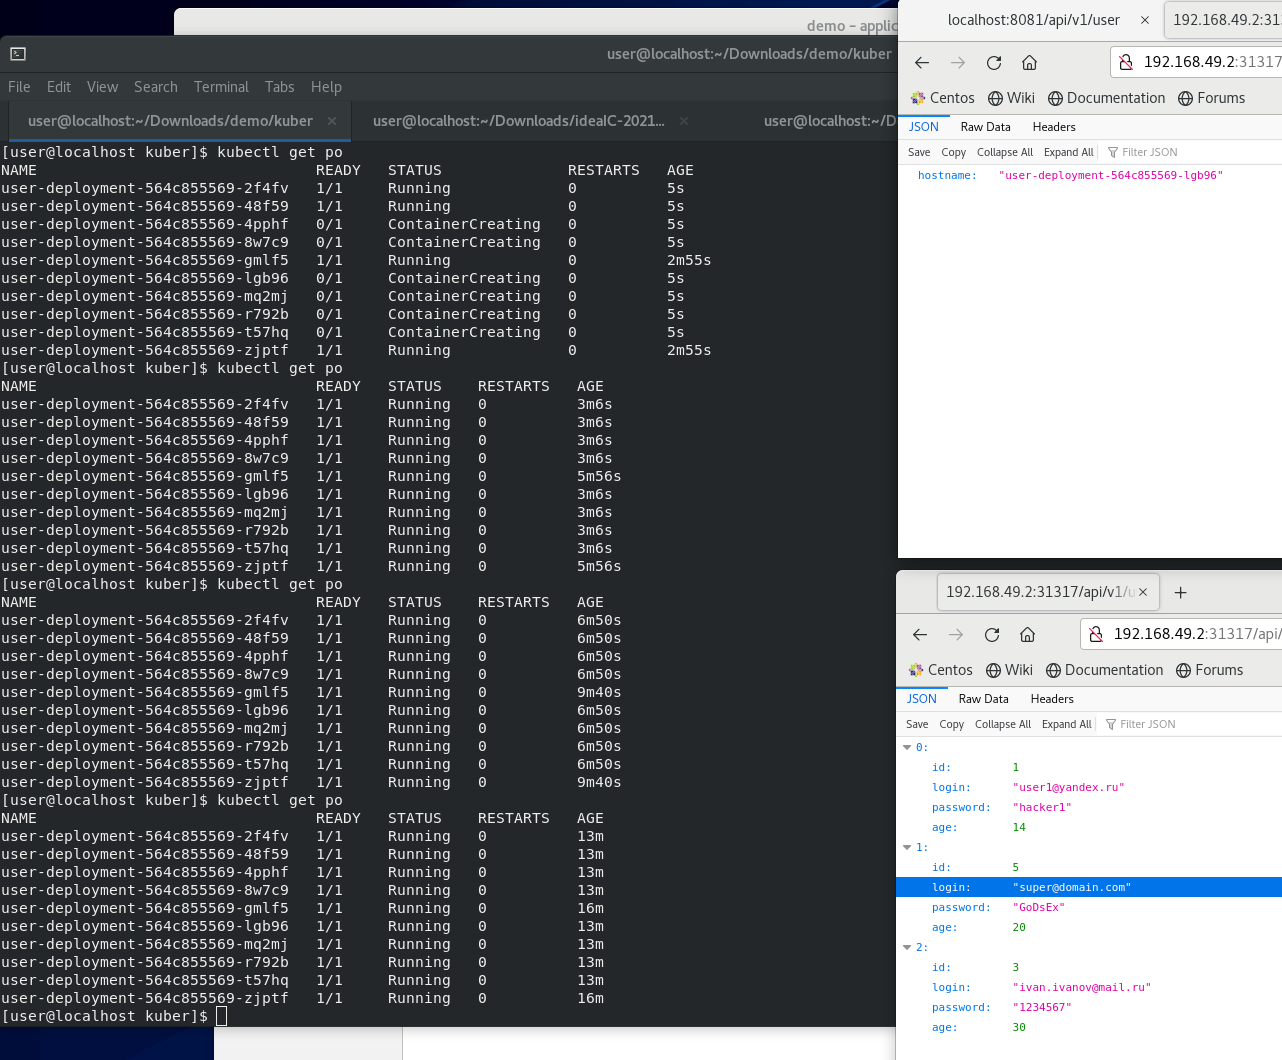 demo – applic
user@localhost:~/Downloads/demo/kuber
File Edit View Search Terminal Tabs Help
user@localhost:~/Downloads/demo/kuber × user@localhost:~/Downloads/ideaIC-2021... × user@localhost:~/D
[user@localhost kuber]$ kubectl get po
NAME READY STATUS RESTARTS AGE
user-deployment-564c855569-2f4fv 1/1 Running 0 5s
user-deployment-564c855569-48f59 1/1 Running 0 5s
user-deployment-564c855569-4pphf 0/1 ContainerCreating 0 5s
user-deployment-564c855569-8w7c9 0/1 ContainerCreating 0 5s
user-deployment-564c855569-gmlf5 1/1 Running 0 2m55s
user-deployment-564c855569-lgb96 0/1 ContainerCreating 0 5s
user-deployment-564c855569-mq2mj 0/1 ContainerCreating 0 5s
user-deployment-564c855569-r792b 0/1 ContainerCreating 0 5s
user-deployment-564c855569-t57hq 0/1 ContainerCreating 0 5s
user-deployment-564c855569-zjptf 1/1 Running 0 2m55s
[user@localhost kuber]$ kubectl get po
NAME READY STATUS RESTARTS AGE
user-deployment-564c855569-2f4fv 1/1 Running 0 3m6s
user-deployment-564c855569-48f59 1/1 Running 0 3m6s
user-deployment-564c855569-4pphf 1/1 Running 0 3m6s
user-deployment-564c855569-8w7c9 1/1 Running 0 3m6s
user-deployment-564c855569-gmlf5 1/1 Running 0 5m56s
user-deployment-564c855569-lgb96 1/1 Running 0 3m6s
user-deployment-564c855569-mq2mj 1/1 Running 0 3m6s
user-deployment-564c855569-r792b 1/1 Running 0 3m6s
user-deployment-564c855569-t57hq 1/1 Running 0 3m6s
user-deployment-564c855569-zjptf 1/1 Running 0 5m56s
[user@localhost kuber]$ kubectl get po
NAME READY STATUS RESTARTS AGE
user-deployment-564c855569-2f4fv 1/1 Running 0 6m50s
user-deployment-564c855569-48f59 1/1 Running 0 6m50s
user-deployment-564c855569-4pphf 1/1 Running 0 6m50s
user-deployment-564c855569-8w7c9 1/1 Running 0 6m50s
user-deployment-564c855569-gmlf5 1/1 Running 0 9m40s
user-deployment-564c855569-lgb96 1/1 Running 0 6m50s
user-deployment-564c855569-mq2mj 1/1 Running 0 6m50s
user-deployment-564c855569-r792b 1/1 Running 0 6m50s
user-deployment-564c855569-t57hq 1/1 Running 0 6m50s
user-deployment-564c855569-zjptf 1/1 Running 0 9m40s
[user@localhost kuber]$ kubectl get po
NAME READY STATUS RESTARTS AGE
user-deployment-564c855569-2f4fv 1/1 Running 0 13m
user-deployment-564c855569-48f59 1/1 Running 0 13m
user-deployment-564c855569-4pphf 1/1 Running 0 13m
user-deployment-564c855569-8w7c9 1/1 Running 0 13m
user-deployment-564c855569-gmlf5 1/1 Running 0 16m
user-deployment-564c855569-lgb96 1/1 Running 0 13m
user-deployment-564c855569-mq2mj 1/1 Running 0 13m
user-deployment-564c855569-r792b 1/1 Running 0 13m
user-deployment-564c855569-t57hq 1/1 Running 0 13m
user-deployment-564c855569-zjptf 1/1 Running 0 16m
[user@localhost kuber]$
localhost:8081/api/v1/user × 192.168.49.2:31
192.168.49.2:31317
Centos Wiki Documentation Forums
JSON Raw Data Headers
Save Copy Collapse All Expand All Filter JSON
hostname: "user-deployment-564c855569-lgb96"
192.168.49.2:31317/api/v1/u × +
192.168.49.2:31317/api/
Centos Wiki Documentation Forums
JSON Raw Data Headers
Save Copy Collapse All Expand All Filter JSON
0:
id: 1
login: "user1@yandex.ru"
password: "hacker1"
age: 14
1:
id: 5
login: "super@domain.com"
password: "GoDsEx"
age: 20
2:
id: 3
login: "ivan.ivanov@mail.ru"
password: "1234567"
age: 30